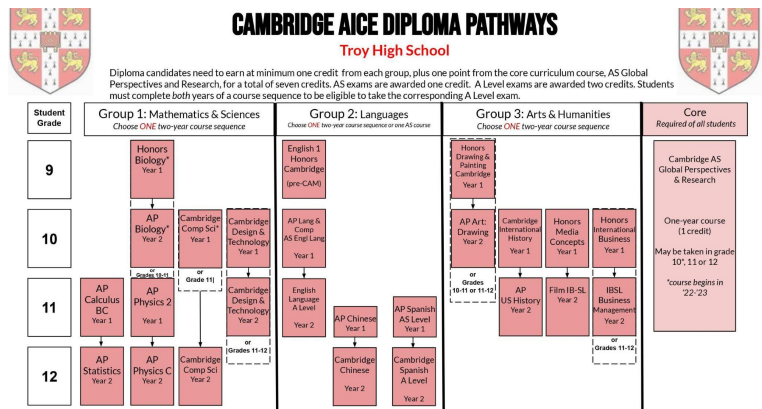 CAMBRIDGE AICE DIPLOMA PATHWAYS
Troy High School
Diploma candidates need to earn at minimum one credit from each group, plus one point from the core curriculum course, AS Global
Perspectives and Research, for a total of seven credits. AS exams are awarded one credit. A Level exams are awarded two credits. Students
must complete both years of a course sequence to be eligible to take the corresponding A Level exam.
Student
Grade
Group 1: Mathematics & Sciences
Choose ONE two-year course sequence
Group 2: Languages
Choose ONE two-year course sequence or one AS course
Group 3: Arts & Humanities
Choose ONE two-year course sequence
Core
Required of all students
9
Honors
Biology*
Year 1
English 1
Honors
Cambridge
(pre-CAM)
Honors
Drawing &
Painting
Cambridge
Year 1
Cambridge AS
Global Perspectives
& Research
One-year course
(1 credit)
May be taken in grade
10*, 11 or 12
*course begins in
'22-'23
10
AP
Biology*
Year 2
or
Grades 10-11
Cambridge
Comp Sci*
Year 1
or
Grade 11
Cambridge
Design &
Technology
Year 1
AP Lang &
Comp
AS Engl Lang
Year 1
AP Art:
Drawing
Year 2
or
Grades
10-11 or 11-12
Cambridge
International
History
Year 1
Honors
Media
Concepts
Year 1
Honors
International
Business
Year 1
11
AP
Calculus
BC
Year 1
AP
Physics 2
Year 1
Cambridge
Design &
Technology
Year 2
or
Grades 11-12
English
Language
A Level
Year 2
AP Chinese
Year 1
AP Spanish
AS Level
Year 1
AP
US History
Year 2
Film IB-SL
Year 2
IBSL
Business
Management
Year 2
or
Grades 11-12
12
AP
Statistics
Year 2
AP
Physics C
Year 2
Cambridge
Comp Sci
Year 2
Cambridge
Chinese
Year 2
Cambridge
Spanish
A Level
Year 2